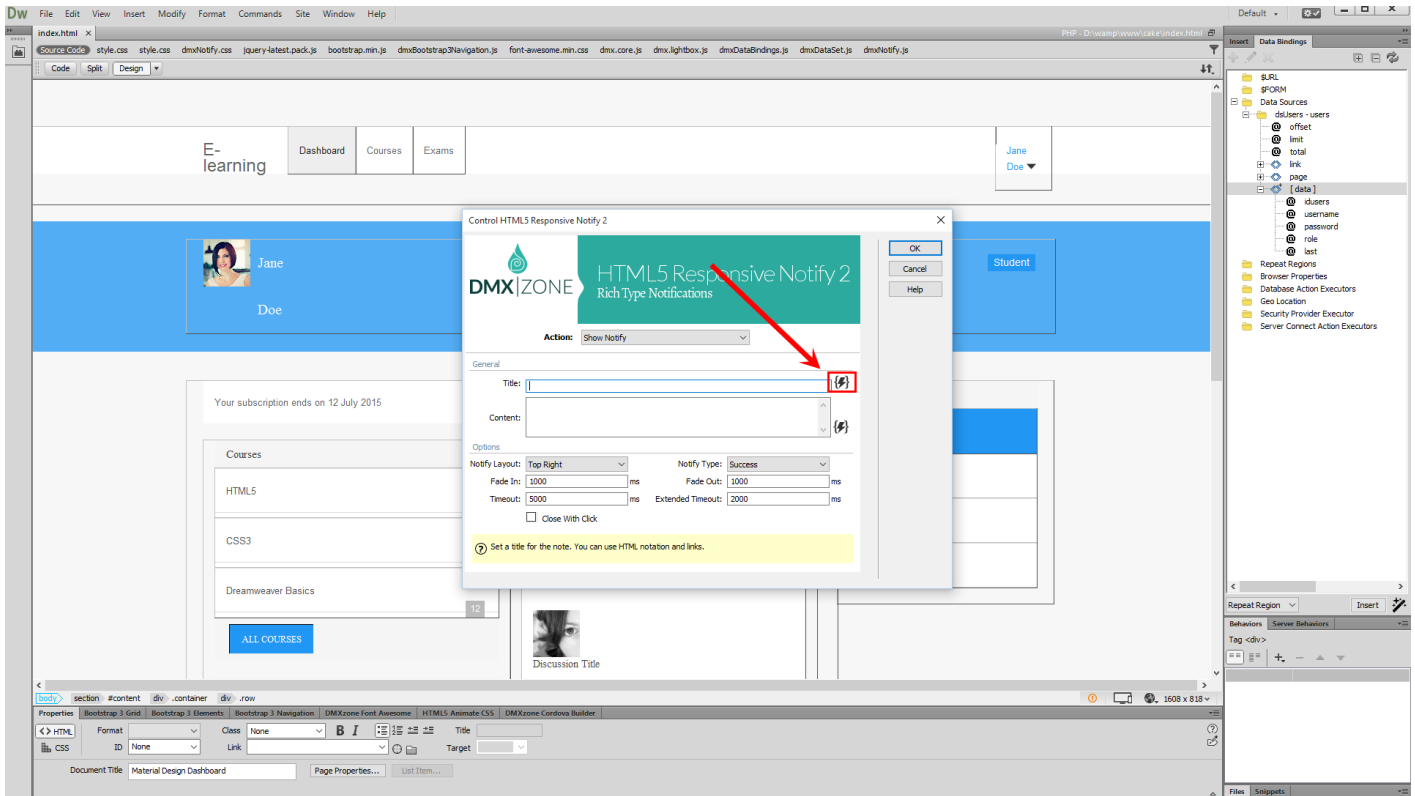 Dw File Edit View Insert Modify Format Commands Site Window Help Default
index.html × PHP - D:\wamp\www\cake\index.html
Source Code style.css style.css dmxNotify.css jquery-latest.pack.js bootstrap.min.js dmxBootstrap3Navigation.js font-awesome.min.css dmx.core.js dmx.lightbox.js dmxDataBindings.js dmxDataSet.js dmxNotify.js
Code Split Design
E-
learning
Dashboard Courses Exams
Jane
Doe
Jane
Doe
Student
Your subscription ends on 12 July 2015
Courses
HTML5
CSS3
Dreamweaver Basics
12
ALL COURSES
Discussion Title
Control HTML5 Responsive Notify 2
DMX|ZONE
HTML5 Responsive Notify 2
Rich Type Notifications
OK
Cancel
Help
Action: Show Notify
General
Title:
Content:
Options
Notify Layout: Top Right Notify Type: Success
Fade In: 1000 ms Fade Out: 1000 ms
Timeout: 5000 ms Extended Timeout: 2000 ms
Close With Click
Set a title for the note. You can use HTML notation and links.
Insert Data Bindings
$URL
$FORM
Data Sources
dsUsers - users
offset
limit
total
link
page
[ data ]
idusers
username
password
role
last
Repeat Regions
Browser Properties
Database Action Executors
Geo Location
Security Provider Executor
Server Connect Action Executors
Repeat Region Insert
Behaviors Server Behaviors
Tag <div>
body section #content div .container div .row 1608 x 818
Properties Bootstrap 3 Grid Bootstrap 3 Elements Bootstrap 3 Navigation DMXzone Font Awesome HTML5 Animate CSS DMXzone Cordova Builder
<> HTML Format Class None B I Title
CSS ID None Link Target
Document Title Material Design Dashboard Page Properties... List Item...
Files Snippets